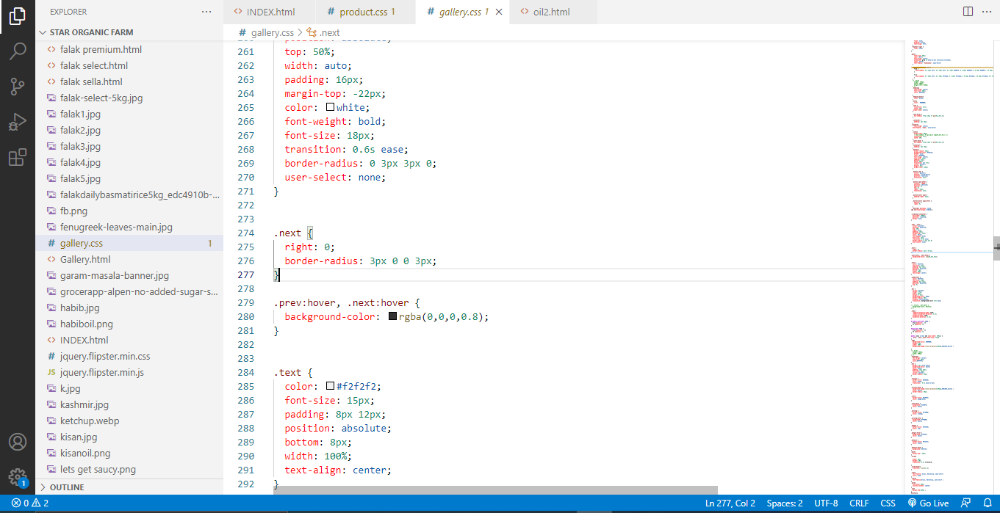 EXPLORER
INDEX.html
# product.css 1
# gallery.css 1
oil2.html
STAR ORGANIC FARM
# gallery.css > .next
falak premium.html
falak select.html
falak sella.html
falak-select-5kg.jpg
falak1.jpg
falak2.jpg
falak3.jpg
falak4.jpg
falak5.jpg
falakdailybasmatirice5kg_edc4910b-...
fb.png
fenugreek-leaves-main.jpg
# gallery.css 1
Gallery.html
garam-masala-banner.jpg
grocerapp-alpen-no-added-sugar-s...
habib.jpg
habiboil.png
INDEX.html
# jquery.flipster.min.css
JS jquery.flipster.min.js
k.jpg
kashmir.jpg
ketchup.webp
kisan.jpg
kisanoil.png
lets get saucy.png
OUTLINE
261 top: 50%;
262 width: auto;
263 padding: 16px;
264 margin-top: -22px;
265 color: white;
266 font-weight: bold;
267 font-size: 18px;
268 transition: 0.6s ease;
269 border-radius: 0 3px 3px 0;
270 user-select: none;
271 }
272
273
274 .next {
275 right: 0;
276 border-radius: 3px 0 0 3px;
277 }
278
279 .prev:hover, .next:hover {
280 background-color: rgba(0,0,0,0.8);
281 }
282
283
284 .text {
285 color: #f2f2f2;
286 font-size: 15px;
287 padding: 8px 12px;
288 position: absolute;
289 bottom: 8px;
290 width: 100%;
291 text-align: center;
292 }
1
0 2
Ln 277, Col 2 Spaces: 2 UTF-8 CRLF CSS Go Live